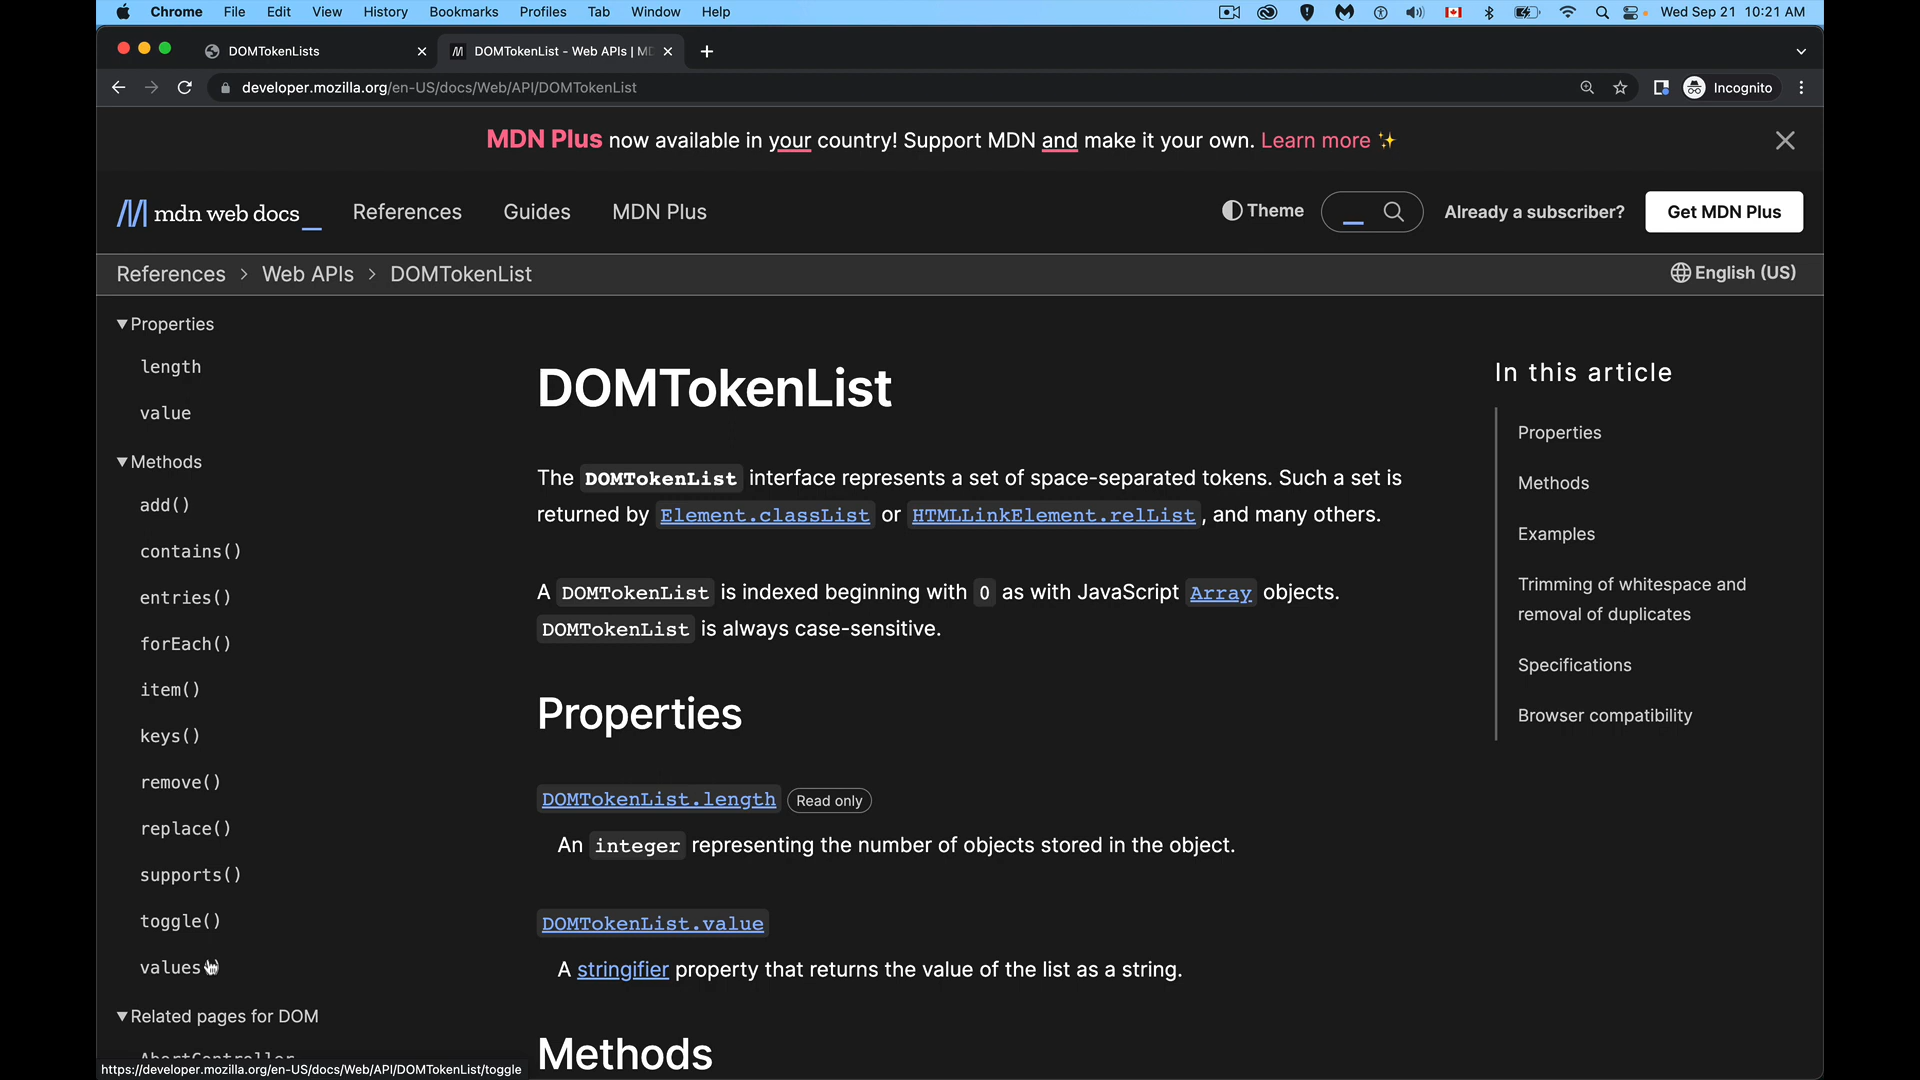 Chrome File Edit View History Bookmarks Profiles Tab Window Help Wed Sep 21 10:21 AM
DOMTokenLists DOMTokenList - Web APIs | MD
developer.mozilla.org/en-US/docs/Web/API/DOMTokenList Incognito
MDN Plus now available in your country! Support MDN and make it your own. Learn more ✨
mdn web docs_ References Guides MDN Plus Theme Already a subscriber? Get MDN Plus
References > Web APIs > DOMTokenList English (US)
Properties
length
value
Methods
add()
contains()
entries()
forEach()
item()
keys()
remove()
replace()
supports()
toggle()
values
Related pages for DOM
AbortController
https://developer.mozilla.org/en-US/docs/Web/API/DOMTokenList/toggle
DOMTokenList
The DOMTokenList interface represents a set of space-separated tokens. Such a set is
returned by Element.classList or HTMLLinkElement.relList, and many others.
A DOMTokenList is indexed beginning with 0 as with JavaScript Array objects.
DOMTokenList is always case-sensitive.
Properties
DOMTokenList.length Read only
An integer representing the number of objects stored in the object.
DOMTokenList.value
A stringifier property that returns the value of the list as a string.
Methods
In this article
Properties
Methods
Examples
Trimming of whitespace and
removal of duplicates
Specifications
Browser compatibility